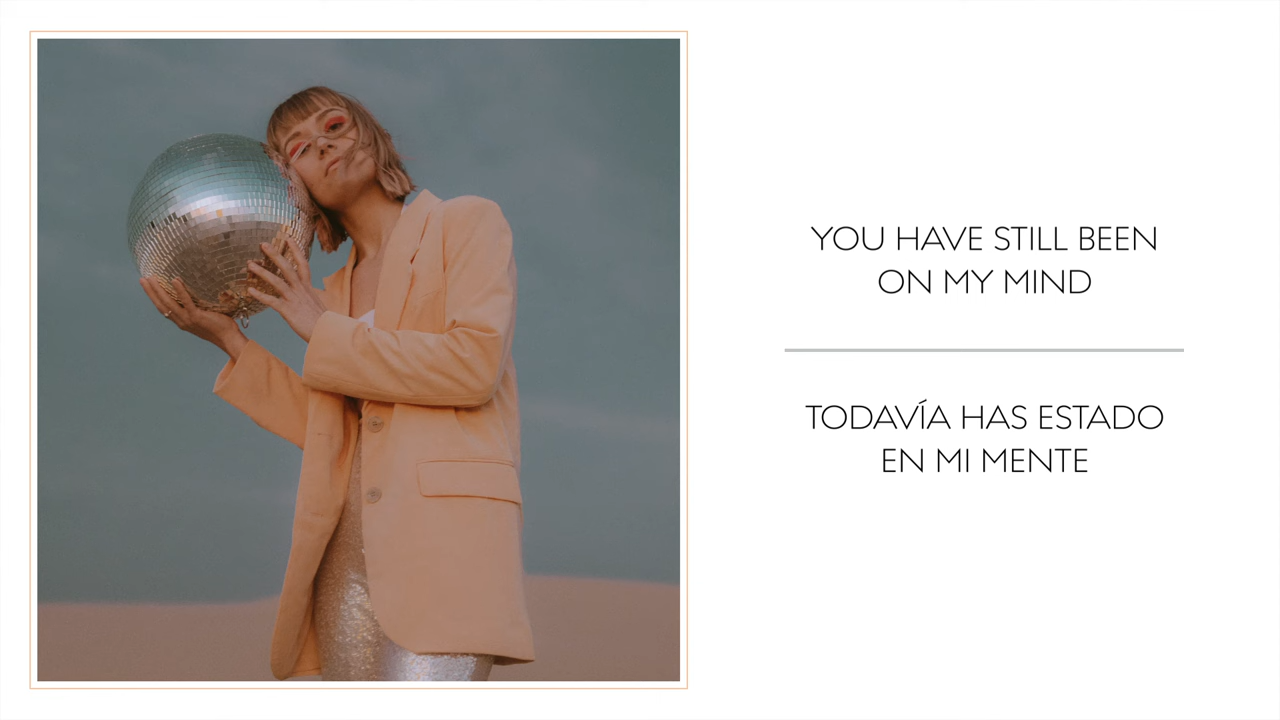 YOU HAVE STILL BEEN
ON MY MIND
TODAVÍA HAS ESTADO
EN MI MENTE